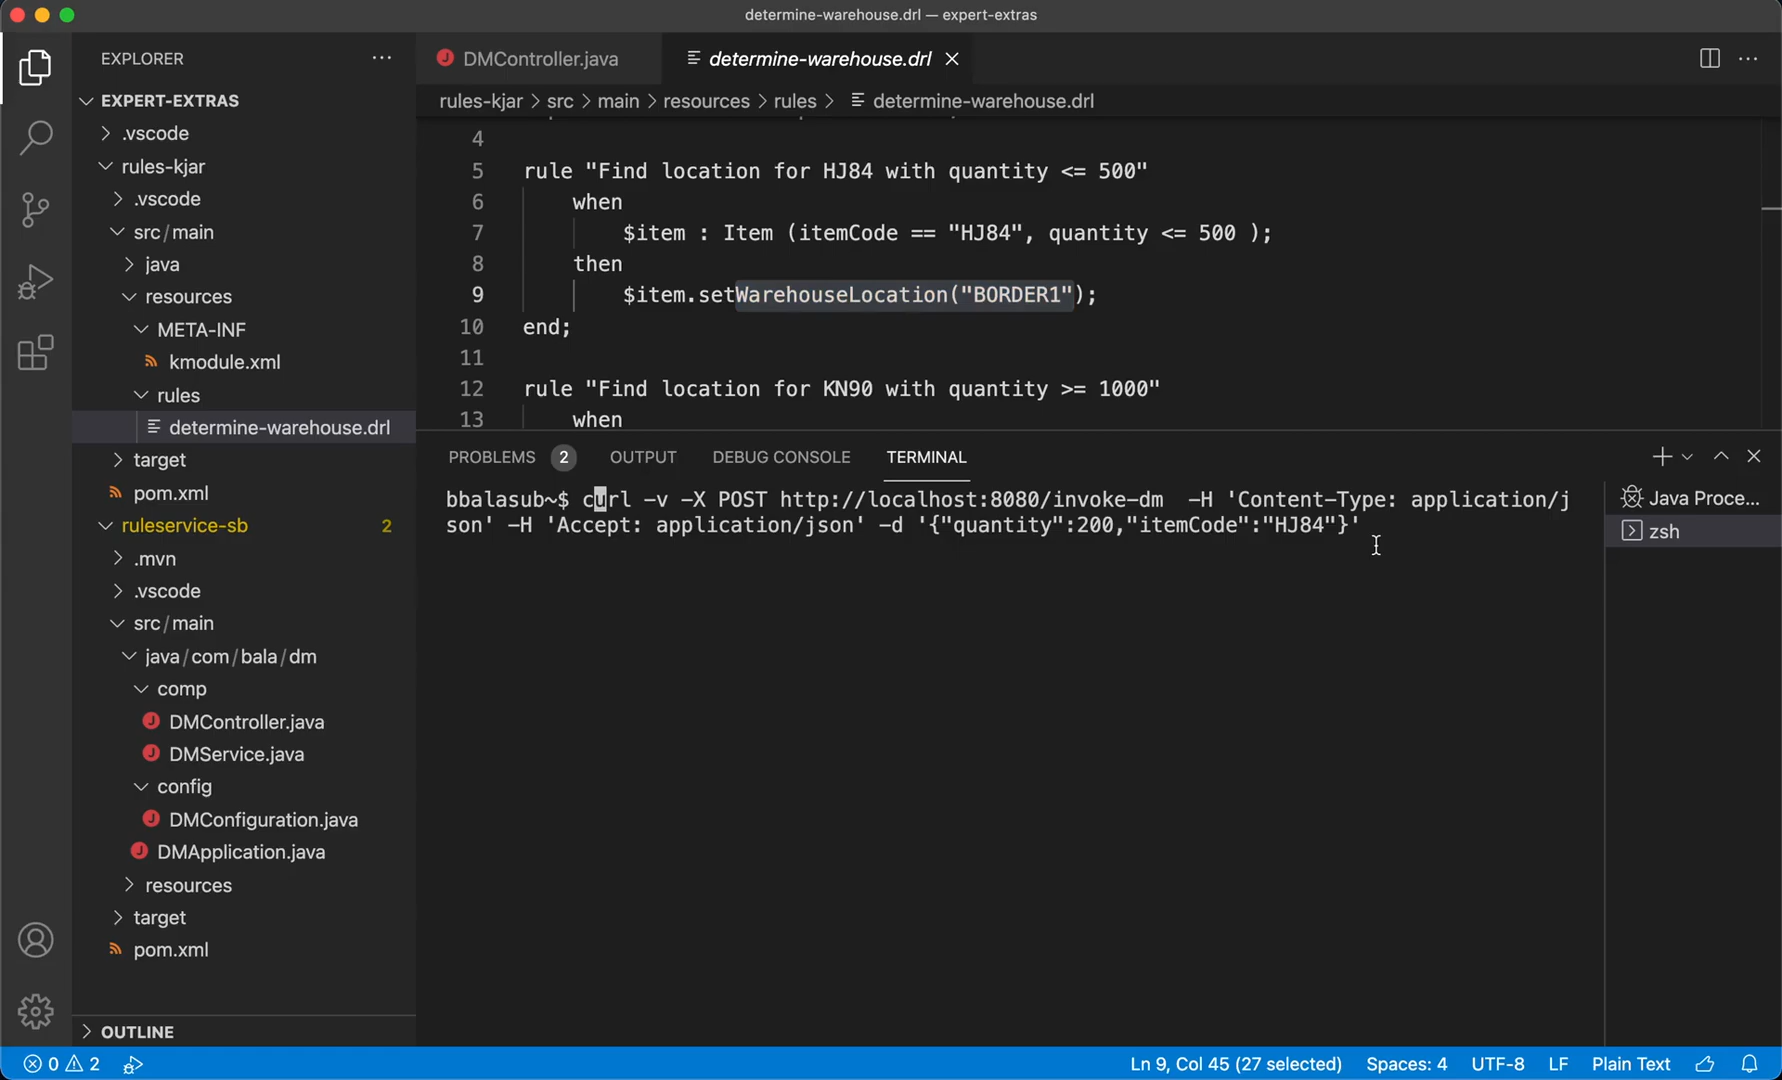 determine-warehouse.drl — expert-extras
EXPLORER
EXPERT-EXTRAS
.vscode
rules-kjar
.vscode
src/main
java
resources
META-INF
kmodule.xml
rules
determine-warehouse.drl
target
pom.xml
ruleservice-sb 2
.mvn
.vscode
src/main
java/com/bala/dm
comp
DMController.java
DMService.java
config
DMConfiguration.java
DMApplication.java
resources
target
pom.xml
OUTLINE
DMController.java determine-warehouse.drl
rules-kjar > src > main > resources > rules > determine-warehouse.drl
4
5 rule "Find location for HJ84 with quantity <= 500"
6 when
7 $item : Item (itemCode == "HJ84", quantity <= 500 );
8 then
9 $item.setWarehouseLocation("BORDER1");
10 end;
11
12 rule "Find location for KN90 with quantity >= 1000"
13 when
PROBLEMS 2 OUTPUT DEBUG CONSOLE TERMINAL
bbalasub~$ curl -v -X POST http://localhost:8080/invoke-dm  -H 'Content-Type: application/j
son' -H 'Accept: application/json' -d '{"quantity":200,"itemCode":"HJ84"}'
Java Proce...
zsh
0 2 Ln 9, Col 45 (27 selected) Spaces: 4 UTF-8 LF Plain Text